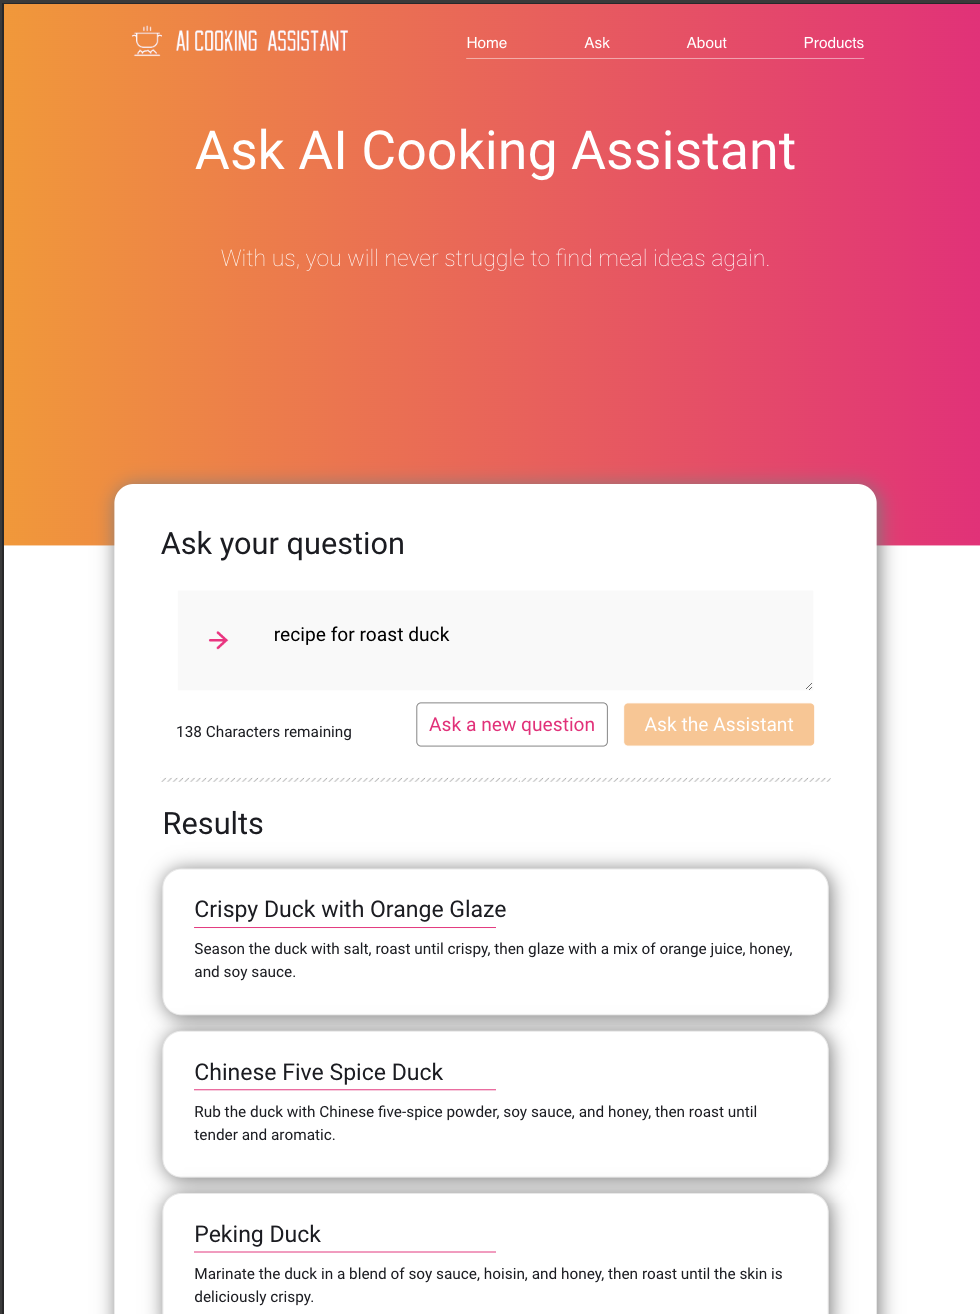 AI COOKING ASSISTANT
Home Ask About Products
Ask AI Cooking Assistant
With us, you will never struggle to find meal ideas again.
Ask your question
recipe for roast duck
138 Characters remaining
Ask a new question
Ask the Assistant
Results
Crispy Duck with Orange Glaze
Season the duck with salt, roast until crispy, then glaze with a mix of orange juice, honey,
and soy sauce.
Chinese Five Spice Duck
Rub the duck with Chinese five-spice powder, soy sauce, and honey, then roast until
tender and aromatic.
Peking Duck
Marinate the duck in a blend of soy sauce, hoisin, and honey, then roast until the skin is
deliciously crispy.